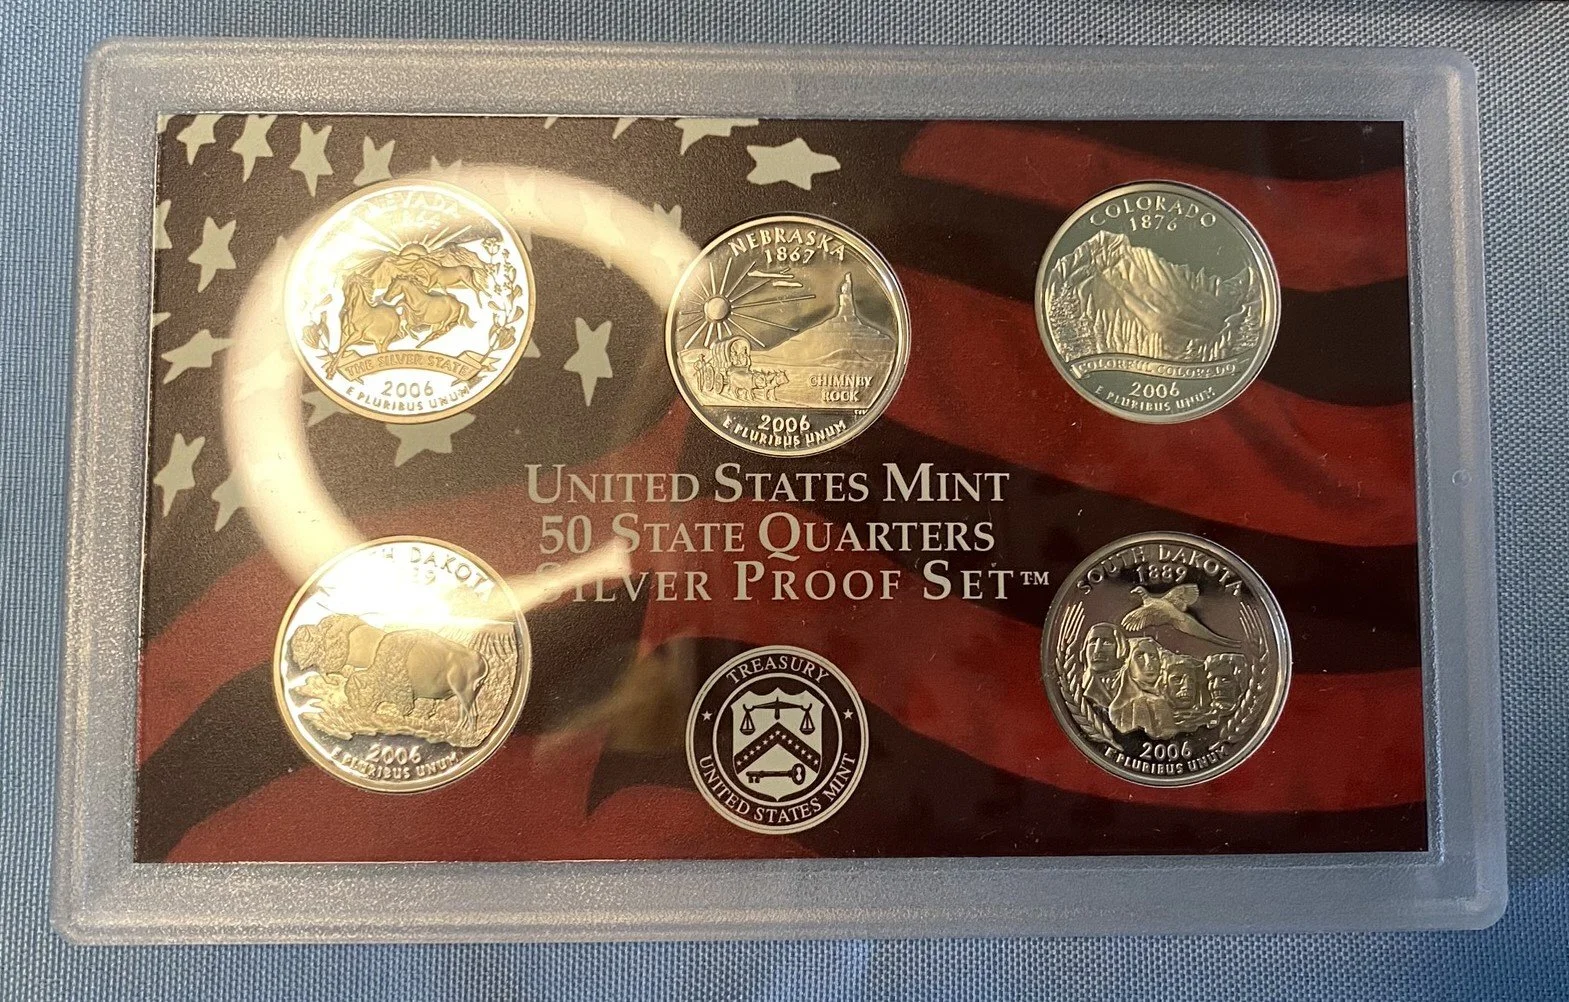 NEVADA
THE SILVER STATE
2006
E PLURIBUS UNUM
NEBRASKA
1867
CHIMNEY
ROCK
2006
E PLURIBUS UNUM
COLORADO
1876
COLORFUL COLORADO
2006
E PLURIBUS UNUM
UNITED STATES MINT
50 STATE QUARTERS
SILVER PROOF SET™
DAKOTA
2006
E PLURIBUS UNUM
TREASURY
UNITED STATES MINT
SOUTH DAKOTA
1889
2006
E PLURIBUS UNUM